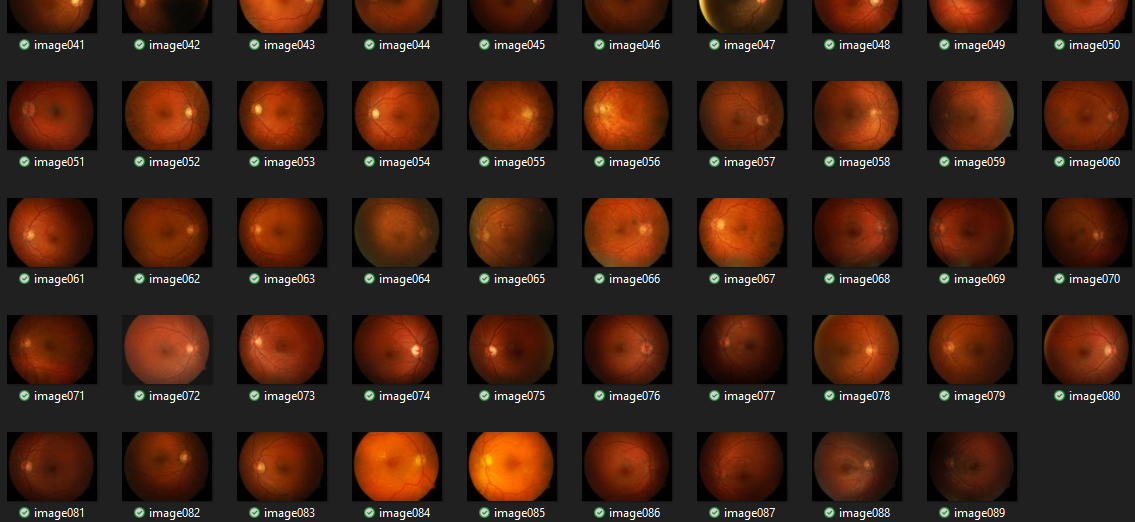 image041 image042 image043 image044 image045 image046 image047 image048 image049 image050
image051 image052 image053 image054 image055 image056 image057 image058 image059 image060
image061 image062 image063 image064 image065 image066 image067 image068 image069 image070
image071 image072 image073 image074 image075 image076 image077 image078 image079 image080
image081 image082 image083 image084 image085 image086 image087 image088 image089